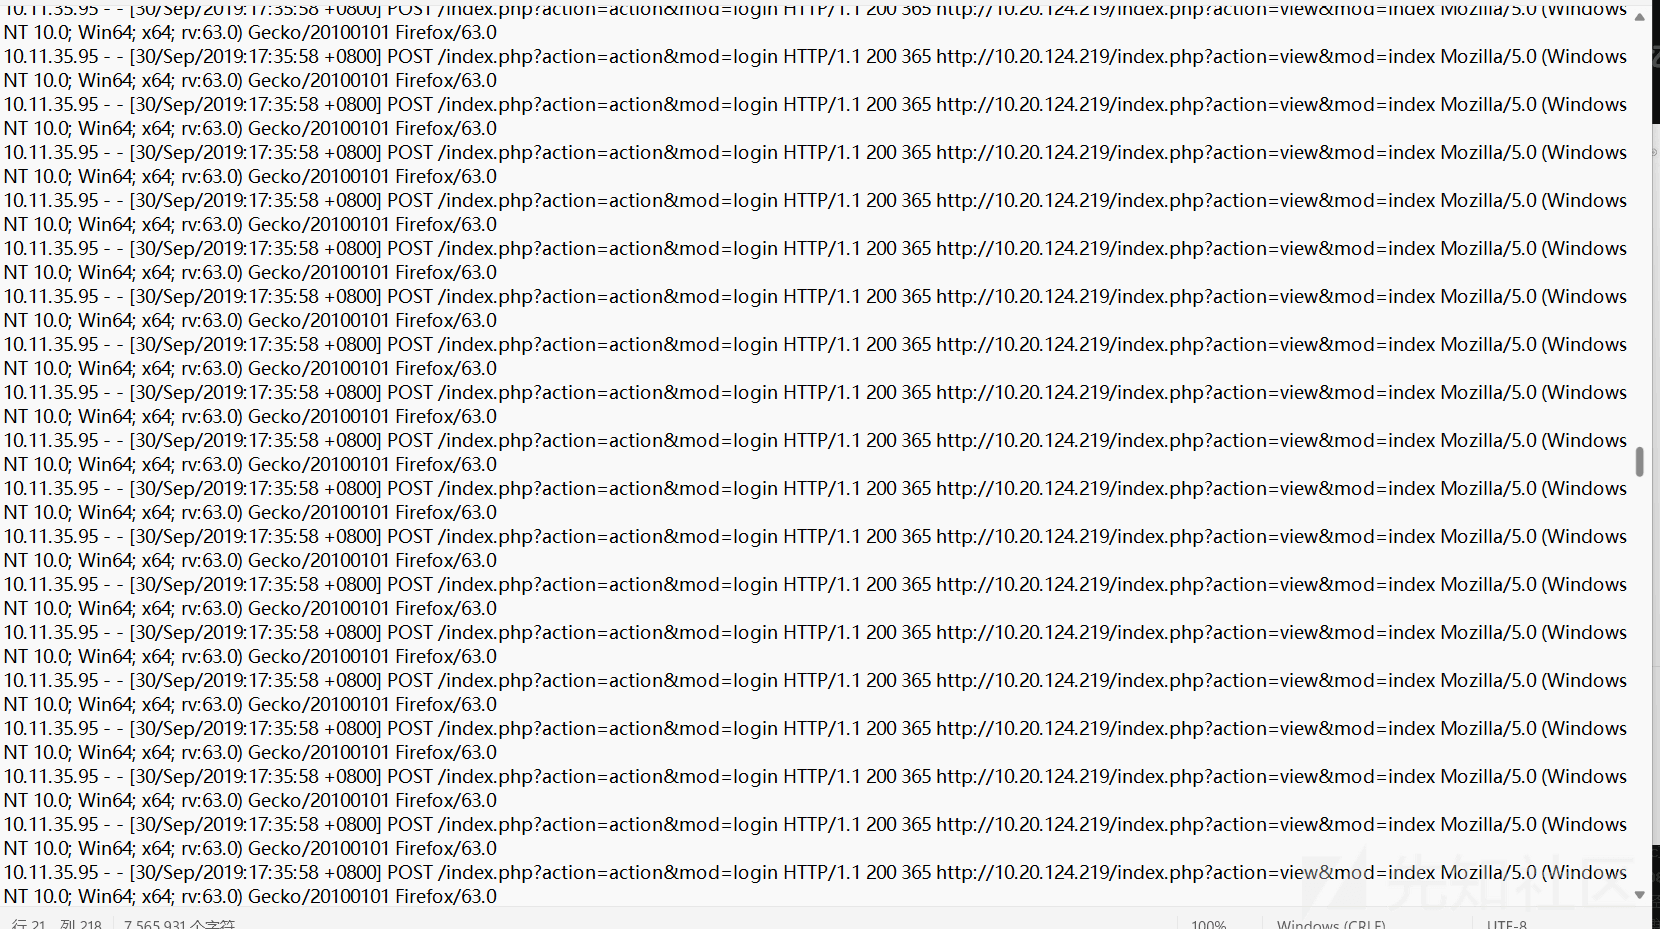 10.11.35.95 - - [30/Sep/2019:17:35:58 +0800] POST /index.php?action=action&mod=login HTTP/1.1 200 365 http://10.20.124.219/index.php?action=view&mod=index Mozilla/5.0 (Windows
NT 10.0; Win64; x64; rv:63.0) Gecko/20100101 Firefox/63.0
10.11.35.95 - - [30/Sep/2019:17:35:58 +0800] POST /index.php?action=action&mod=login HTTP/1.1 200 365 http://10.20.124.219/index.php?action=view&mod=index Mozilla/5.0 (Windows
NT 10.0; Win64; x64; rv:63.0) Gecko/20100101 Firefox/63.0
10.11.35.95 - - [30/Sep/2019:17:35:58 +0800] POST /index.php?action=action&mod=login HTTP/1.1 200 365 http://10.20.124.219/index.php?action=view&mod=index Mozilla/5.0 (Windows
NT 10.0; Win64; x64; rv:63.0) Gecko/20100101 Firefox/63.0
10.11.35.95 - - [30/Sep/2019:17:35:58 +0800] POST /index.php?action=action&mod=login HTTP/1.1 200 365 http://10.20.124.219/index.php?action=view&mod=index Mozilla/5.0 (Windows
NT 10.0; Win64; x64; rv:63.0) Gecko/20100101 Firefox/63.0
10.11.35.95 - - [30/Sep/2019:17:35:58 +0800] POST /index.php?action=action&mod=login HTTP/1.1 200 365 http://10.20.124.219/index.php?action=view&mod=index Mozilla/5.0 (Windows
NT 10.0; Win64; x64; rv:63.0) Gecko/20100101 Firefox/63.0
10.11.35.95 - - [30/Sep/2019:17:35:58 +0800] POST /index.php?action=action&mod=login HTTP/1.1 200 365 http://10.20.124.219/index.php?action=view&mod=index Mozilla/5.0 (Windows
NT 10.0; Win64; x64; rv:63.0) Gecko/20100101 Firefox/63.0
10.11.35.95 - - [30/Sep/2019:17:35:58 +0800] POST /index.php?action=action&mod=login HTTP/1.1 200 365 http://10.20.124.219/index.php?action=view&mod=index Mozilla/5.0 (Windows
NT 10.0; Win64; x64; rv:63.0) Gecko/20100101 Firefox/63.0
10.11.35.95 - - [30/Sep/2019:17:35:58 +0800] POST /index.php?action=action&mod=login HTTP/1.1 200 365 http://10.20.124.219/index.php?action=view&mod=index Mozilla/5.0 (Windows
NT 10.0; Win64; x64; rv:63.0) Gecko/20100101 Firefox/63.0
10.11.35.95 - - [30/Sep/2019:17:35:58 +0800] POST /index.php?action=action&mod=login HTTP/1.1 200 365 http://10.20.124.219/index.php?action=view&mod=index Mozilla/5.0 (Windows
NT 10.0; Win64; x64; rv:63.0) Gecko/20100101 Firefox/63.0
10.11.35.95 - - [30/Sep/2019:17:35:58 +0800] POST /index.php?action=action&mod=login HTTP/1.1 200 365 http://10.20.124.219/index.php?action=view&mod=index Mozilla/5.0 (Windows
NT 10.0; Win64; x64; rv:63.0) Gecko/20100101 Firefox/63.0
10.11.35.95 - - [30/Sep/2019:17:35:58 +0800] POST /index.php?action=action&mod=login HTTP/1.1 200 365 http://10.20.124.219/index.php?action=view&mod=index Mozilla/5.0 (Windows
NT 10.0; Win64; x64; rv:63.0) Gecko/20100101 Firefox/63.0
10.11.35.95 - - [30/Sep/2019:17:35:58 +0800] POST /index.php?action=action&mod=login HTTP/1.1 200 365 http://10.20.124.219/index.php?action=view&mod=index Mozilla/5.0 (Windows
NT 10.0; Win64; x64; rv:63.0) Gecko/20100101 Firefox/63.0
10.11.35.95 - - [30/Sep/2019:17:35:58 +0800] POST /index.php?action=action&mod=login HTTP/1.1 200 365 http://10.20.124.219/index.php?action=view&mod=index Mozilla/5.0 (Windows
NT 10.0; Win64; x64; rv:63.0) Gecko/20100101 Firefox/63.0
10.11.35.95 - - [30/Sep/2019:17:35:58 +0800] POST /index.php?action=action&mod=login HTTP/1.1 200 365 http://10.20.124.219/index.php?action=view&mod=index Mozilla/5.0 (Windows
NT 10.0; Win64; x64; rv:63.0) Gecko/20100101 Firefox/63.0
10.11.35.95 - - [30/Sep/2019:17:35:58 +0800] POST /index.php?action=action&mod=login HTTP/1.1 200 365 http://10.20.124.219/index.php?action=view&mod=index Mozilla/5.0 (Windows
NT 10.0; Win64; x64; rv:63.0) Gecko/20100101 Firefox/63.0
10.11.35.95 - - [30/Sep/2019:17:35:58 +0800] POST /index.php?action=action&mod=login HTTP/1.1 200 365 http://10.20.124.219/index.php?action=view&mod=index Mozilla/5.0 (Windows
NT 10.0; Win64; x64; rv:63.0) Gecko/20100101 Firefox/63.0
10.11.35.95 - - [30/Sep/2019:17:35:58 +0800] POST /index.php?action=action&mod=login HTTP/1.1 200 365 http://10.20.124.219/index.php?action=view&mod=index Mozilla/5.0 (Windows
NT 10.0; Win64; x64; rv:63.0) Gecko/20100101 Firefox/63.0
10.11.35.95 - - [30/Sep/2019:17:35:58 +0800] POST /index.php?action=action&mod=login HTTP/1.1 200 365 http://10.20.124.219/index.php?action=view&mod=index Mozilla/5.0 (Windows
NT 10.0; Win64; x64; rv:63.0) Gecko/20100101 Firefox/63.0
10.11.35.95 - - [30/Sep/2019:17:35:58 +0800] POST /index.php?action=action&mod=login HTTP/1.1 200 365 http://10.20.124.219/index.php?action=view&mod=index Mozilla/5.0 (Windows
NT 10.0; Win64; x64; rv:63.0) Gecko/20100101 Firefox/63.0
先知社区
行 21, 列 218 7,565,931 个字符 100% Windows (CRLF) UTF-8